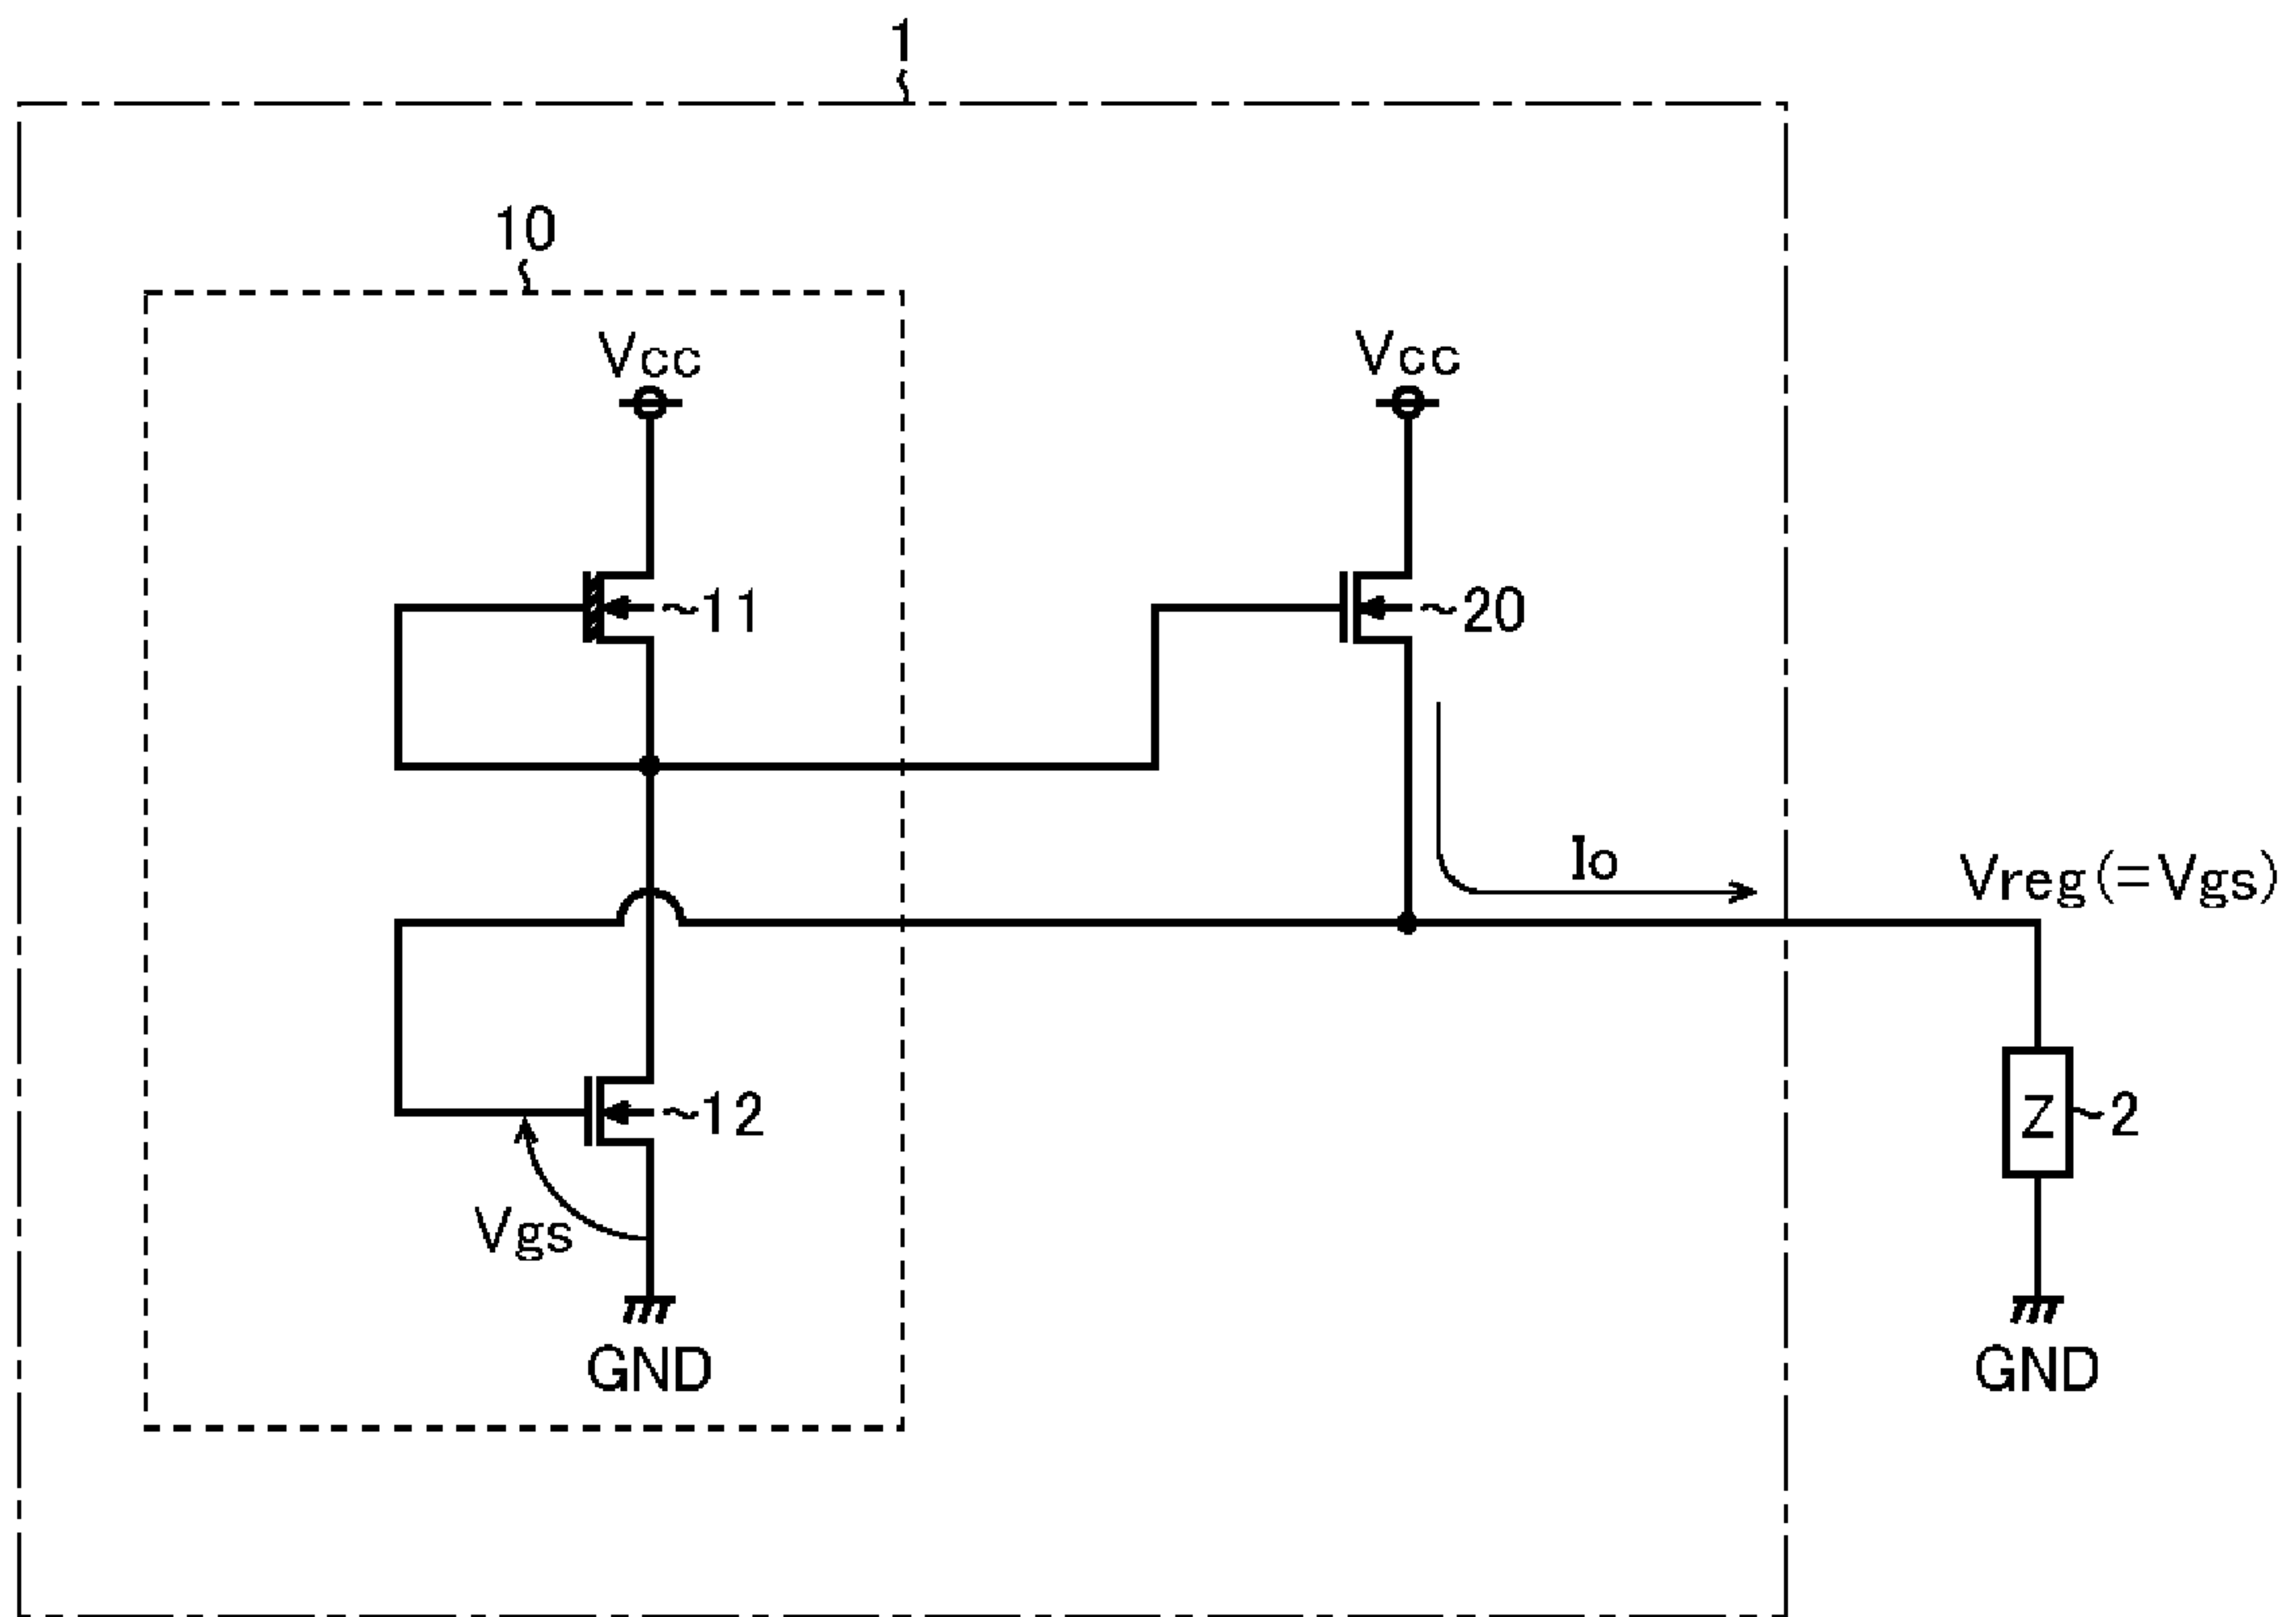 1
10
Vcc
Vcc
~11
~20
Io
Vreg(=Vgs)
~12
Z
~2
Vgs
GND
GND